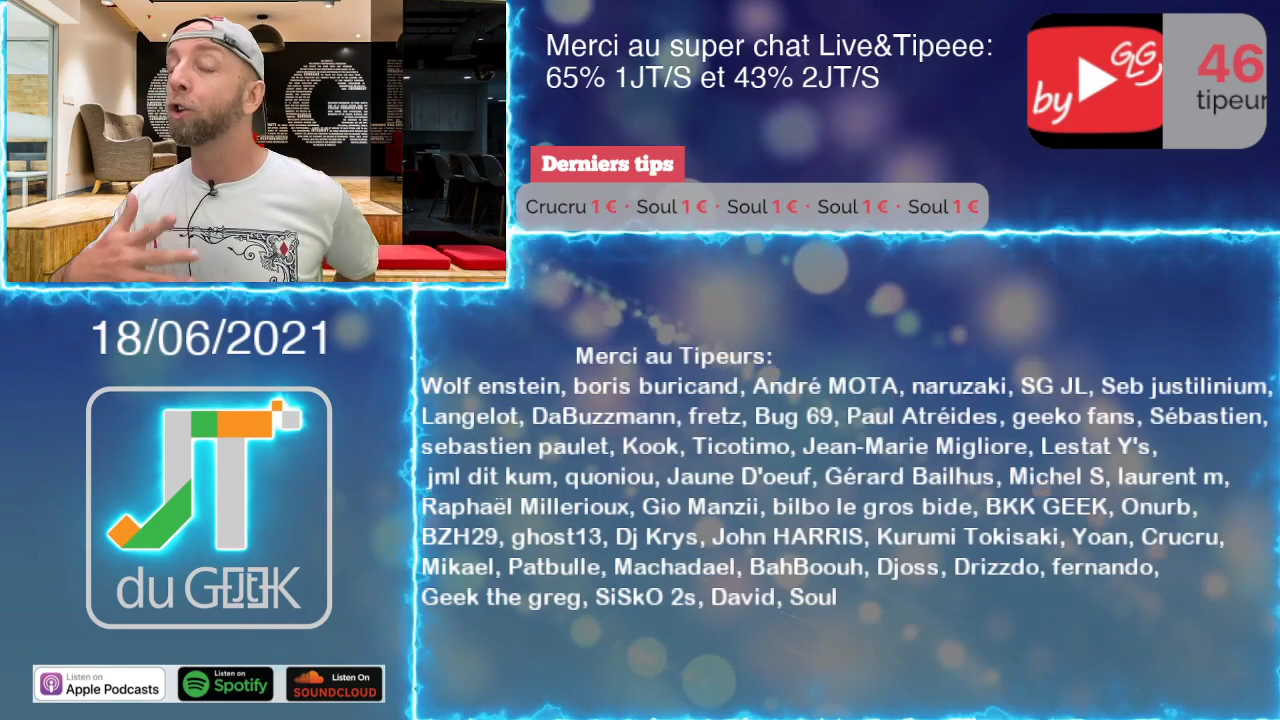 Merci au super chat Live&Tipeee:
65% 1JT/S et 43% 2JT/S
by GLG
46
tipeur
Derniers tips
Crucru 1 € · Soul 1 € · Soul 1 € · Soul 1 € · Soul 1 €
18/06/2021
JT
du GEEK
Merci au Tipeurs:
Wolf enstein, boris buricand, André MOTA, naruzaki, SG JL, Seb justilinium,
Langelot, DaBuzzmann, fretz, Bug 69, Paul Atréides, geeko fans, Sébastien,
sebastien paulet, Kook, Ticotimo, Jean-Marie Migliore, Lestat Y's,
jml dit kum, quoniou, Jaune D'oeuf, Gérard Bailhus, Michel S, laurent m,
Raphaël Millerioux, Gio Manzii, bilbo le gros bide, BKK GEEK, Onurb,
BZH29, ghost13, Dj Krys, John HARRIS, Kurumi Tokisaki, Yoan, Crucru,
Mikael, Patbulle, Machadael, BahBoouh, Djoss, Drizzdo, fernando,
Geek the greg, SiSkO 2s, David, Soul
Listen on
Apple Podcasts
Listen on
Spotify
Listen On
SOUNDCLOUD